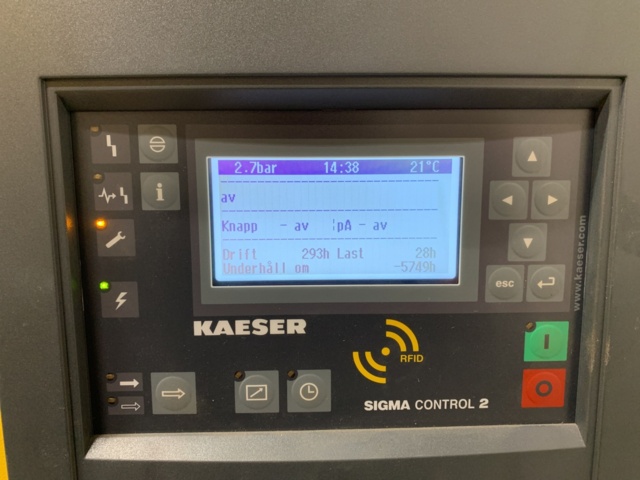 2.7bar 14:38 21°C
av
Knapp - av ¦pA - av
Drift 293h Last 28h
Underhåll om -5749h
esc
www.kaeser.com
KAESER
RFID
SIGMA CONTROL 2